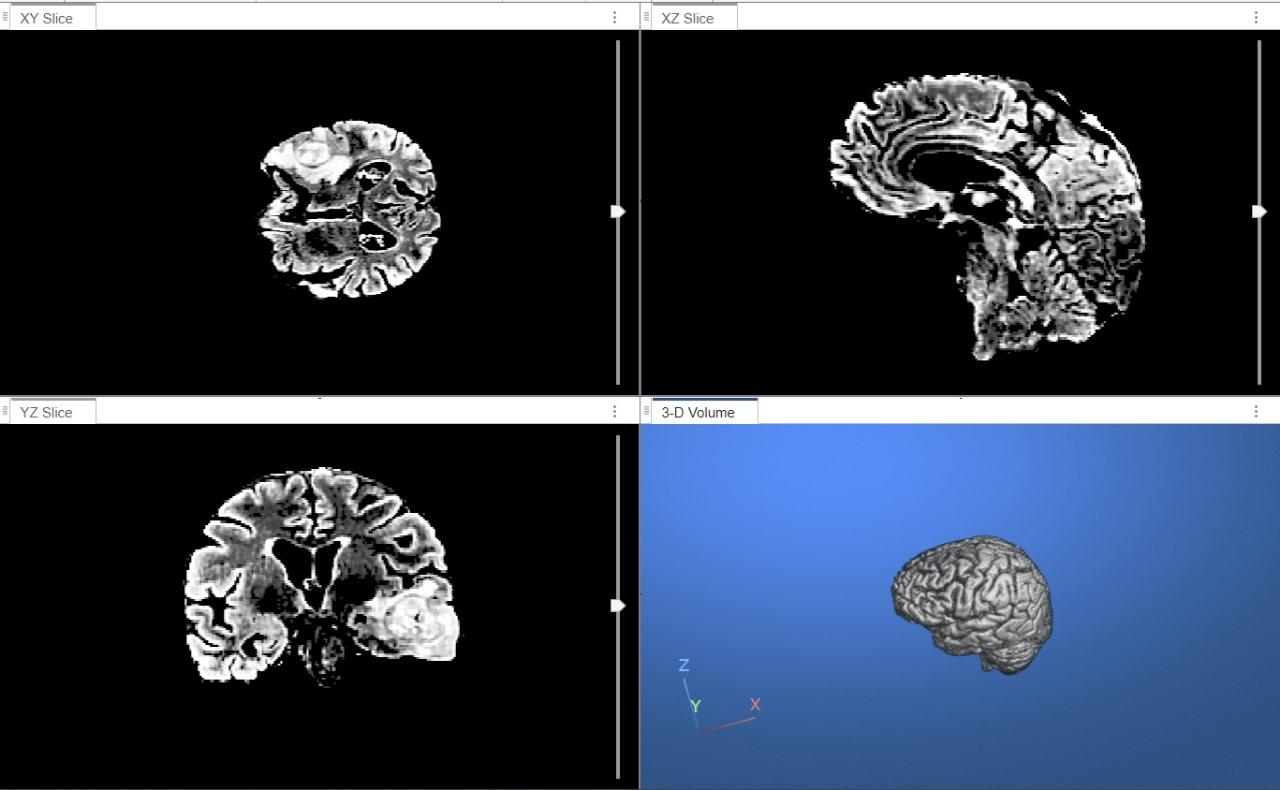 XY Slice
XZ Slice
YZ Slice
3-D Volume
Z
Y
X